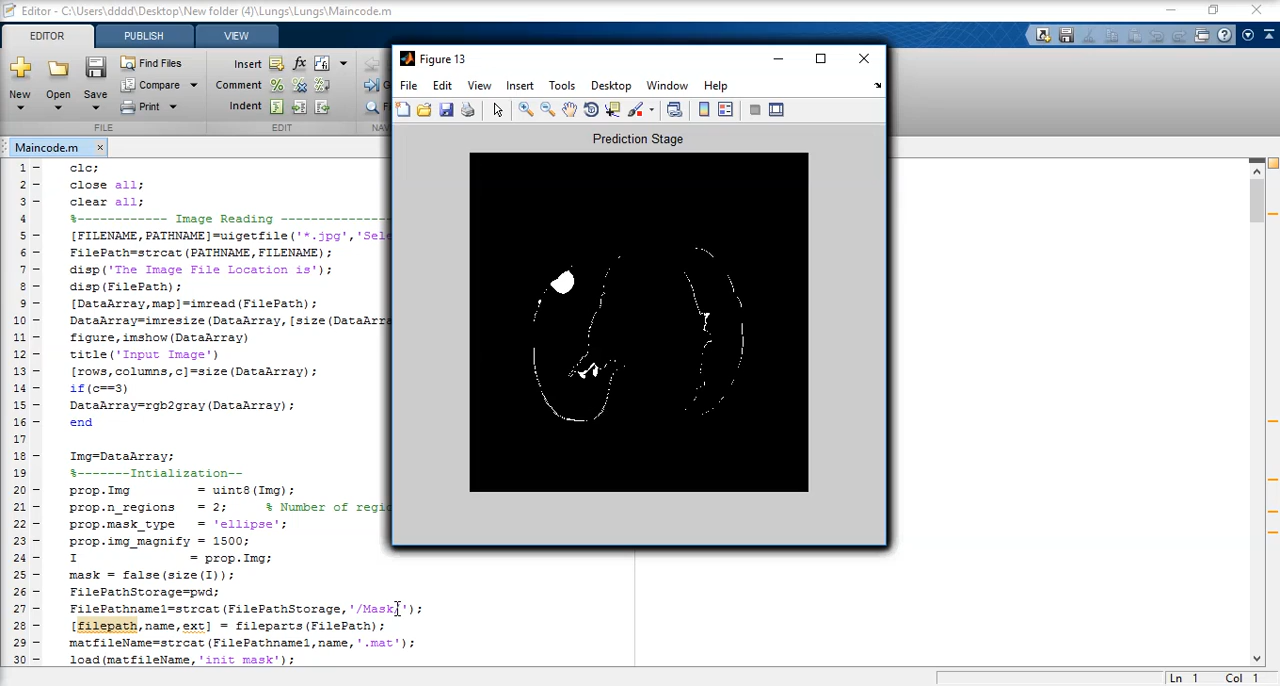 Editor - C:\Users\dddd\Desktop\New folder (4)\Lungs\Lungs\Maincode.m
EDITOR PUBLISH VIEW
New Open Save
Find Files
Compare
Print
FILE
Insert fx
Comment
Indent
EDIT
NA
Maincode.m ×
1 − clc;
2 − close all;
3 − clear all;
4 %------------ Image Reading ----------------
5 − [FILENAME,PATHNAME]=uigetfile('*.jpg','Sele
6 − FilePath=strcat(PATHNAME,FILENAME);
7 − disp('The Image File Location is');
8 − disp(FilePath);
9 − [DataArray,map]=imread(FilePath);
10 − DataArray=imresize(DataArray,[size(DataArra
11 − figure,imshow(DataArray)
12 − title('Input Image')
13 − [rows,columns,c]=size(DataArray);
14 − if(c==3)
15 − DataArray=rgb2gray(DataArray);
16 − end
17
18 − Img=DataArray;
19 %-------Intialization--
20 − prop.Img = uint8(Img);
21 − prop.n_regions = 2; % Number of regio
22 − prop.mask_type = 'ellipse';
23 − prop.img_magnify = 1500;
24 − I = prop.Img;
25 − mask = false(size(I));
26 − FilePathStorage=pwd;
27 − FilePathname1=strcat(FilePathStorage,'/Mask/');
28 − [filepath,name,ext] = fileparts(FilePath);
29 − matfileName=strcat(FilePathname1,name,'.mat');
30 − load(matfileName,'init_mask');
Figure 13
File Edit View Insert Tools Desktop Window Help
Prediction Stage
Ln 1 Col 1